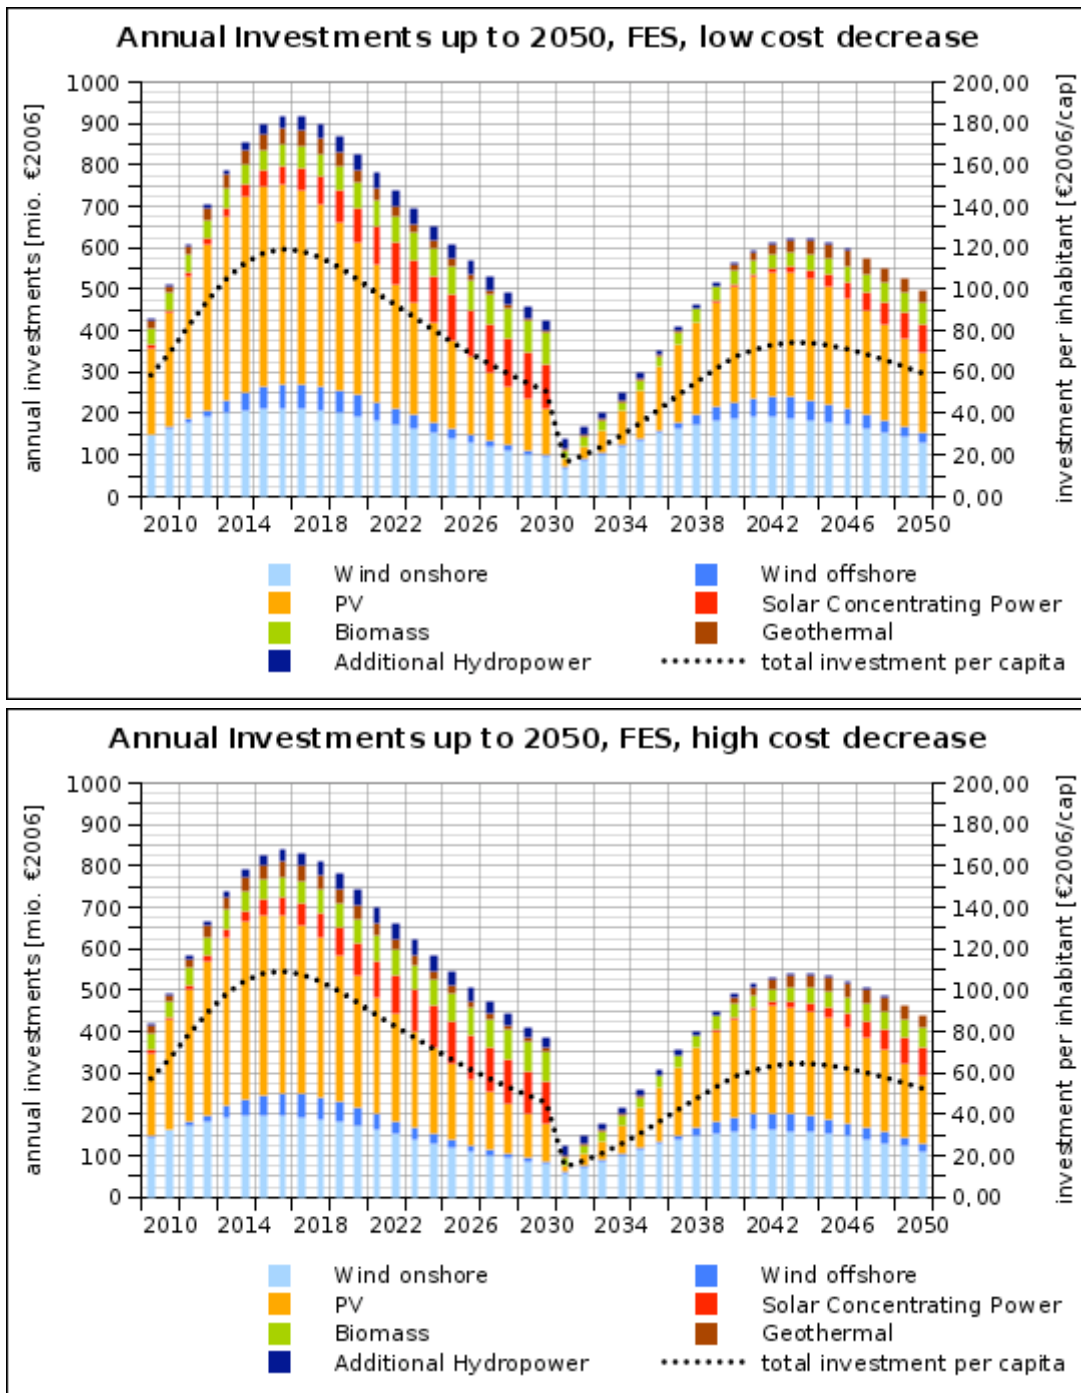 Annual Investments up to 2050, FES, low cost decrease
annual investments [mio. €2006]
investment per inhabitant [€2006/cap]
1000 200,00
900 180,00
800 160,00
700 140,00
600 120,00
500 100,00
400 80,00
300 60,00
200 40,00
100 20,00
0 0,00
2010 2014 2018 2022 2026 2030 2034 2038 2042 2046 2050
Wind onshore Wind offshore
PV Solar Concentrating Power
Biomass Geothermal
Additional Hydropower total investment per capita
Annual Investments up to 2050, FES, high cost decrease
annual investments [mio. €2006]
investment per inhabitant [€2006/cap]
1000 200,00
900 180,00
800 160,00
700 140,00
600 120,00
500 100,00
400 80,00
300 60,00
200 40,00
100 20,00
0 0,00
2010 2014 2018 2022 2026 2030 2034 2038 2042 2046 2050
Wind onshore Wind offshore
PV Solar Concentrating Power
Biomass Geothermal
Additional Hydropower total investment per capita